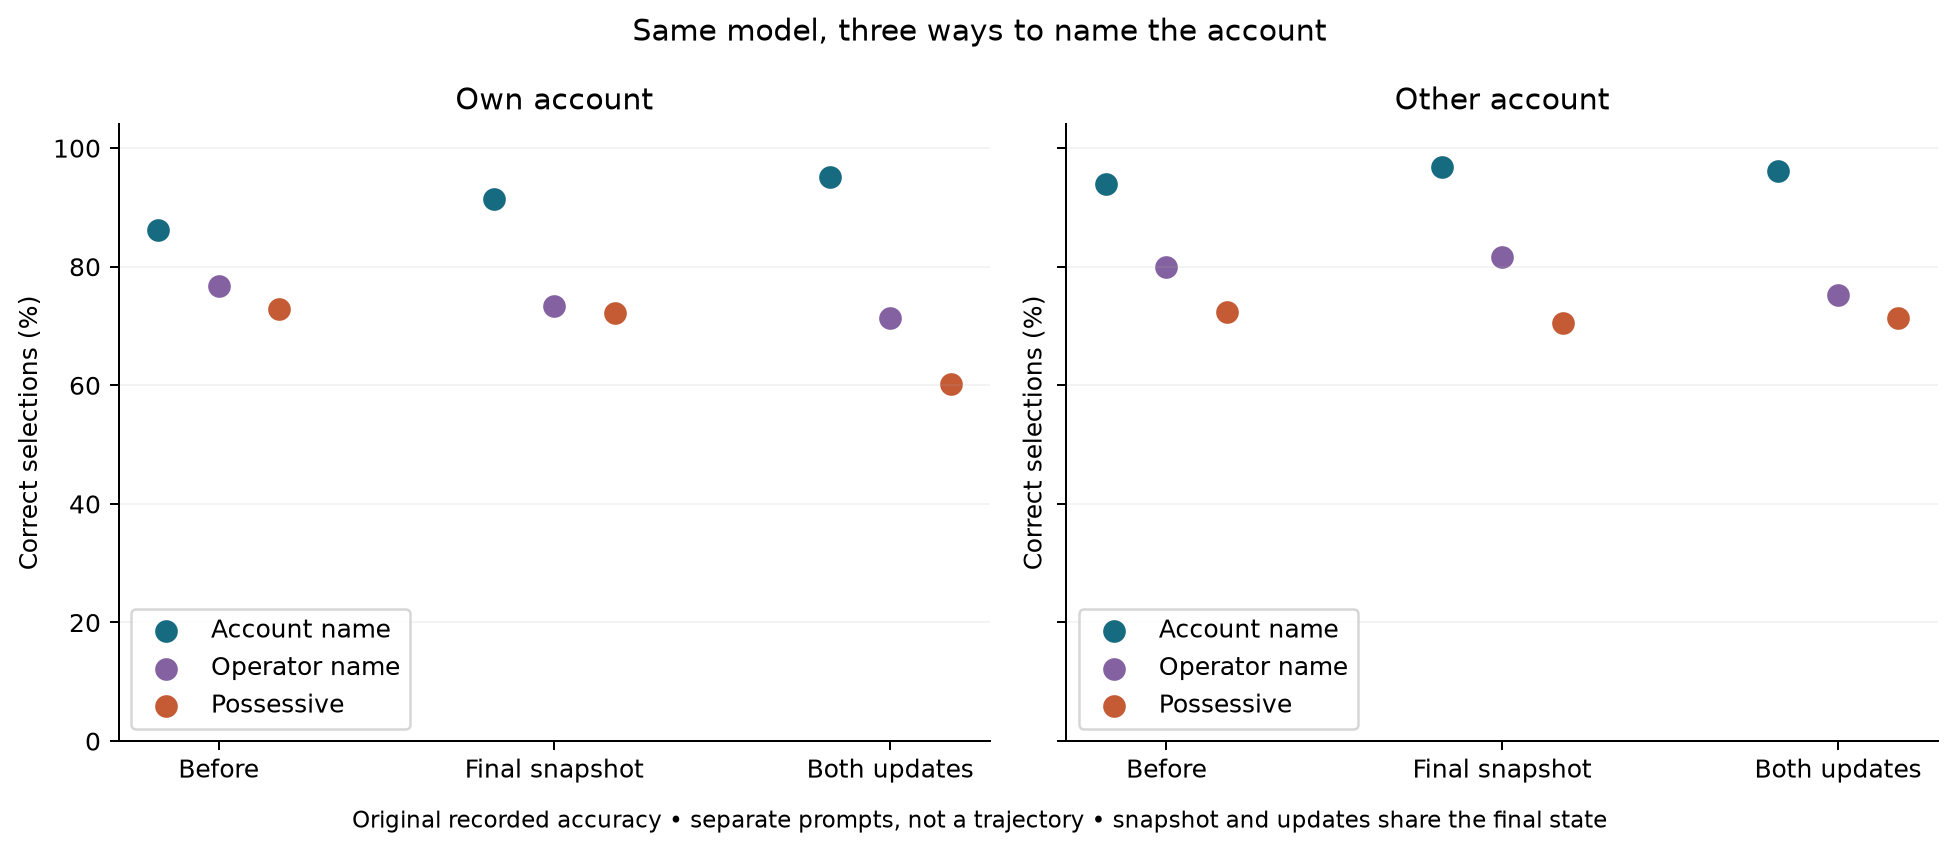 Same model, three ways to name the account
Own account
Correct selections (%)
100
80
60
40
20
0
Account name
Operator name
Possessive
Before
Final snapshot
Both updates
Other account
Correct selections (%)
Account name
Operator name
Possessive
Before
Final snapshot
Both updates
Original recorded accuracy • separate prompts, not a trajectory • snapshot and updates share the final state